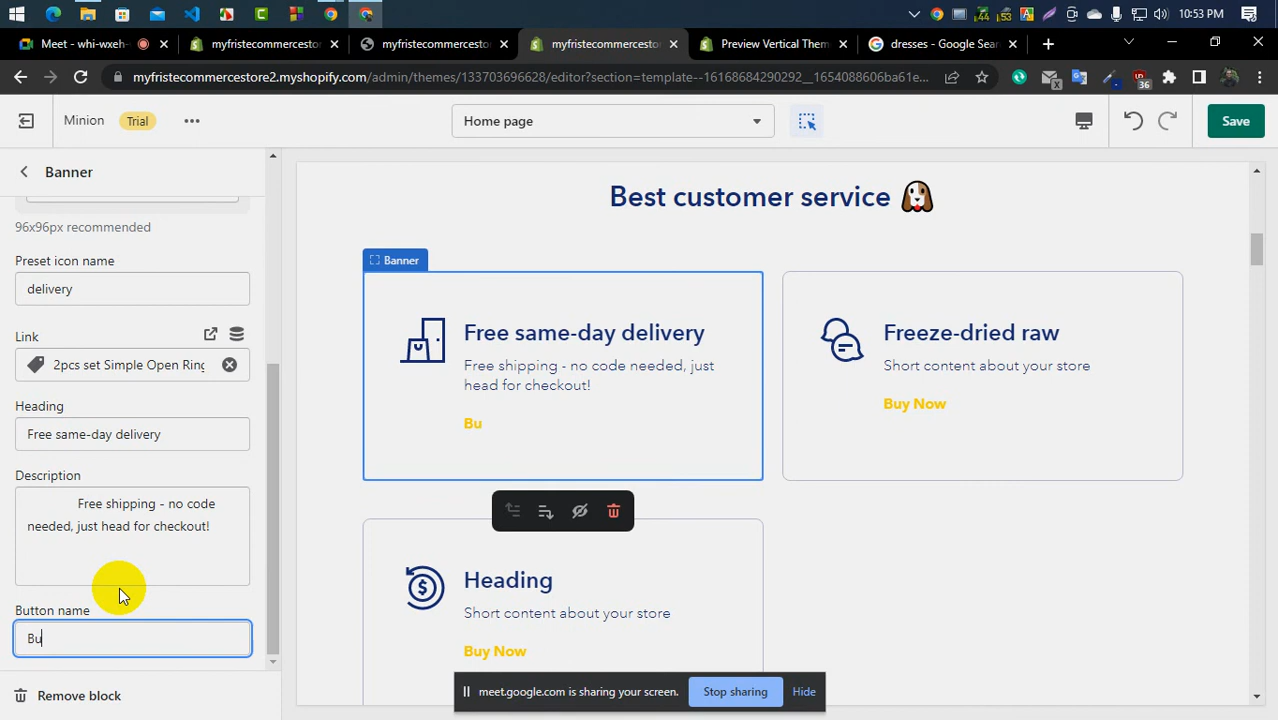 44
53
10:53 PM
Meet - whi-wxeh-
myfristecommercestor
myfristecommercestor
myfristecommercestor
Preview Vertical Them
dresses - Google Sear
myfristecommercestore2.myshopify.com/admin/themes/133703696628/editor?section=template--16168684290292__1654088606ba61e...
36
Minion
Trial
Home page
Save
Banner
96x96px recommended
Preset icon name
delivery
Link
2pcs set Simple Open Ring
Heading
Free same-day delivery
Description
Free shipping - no code
needed, just head for checkout!
Button name
Bu
Remove block
Best customer service
Banner
Free same-day delivery
Free shipping - no code needed, just
head for checkout!
Bu
Freeze-dried raw
Short content about your store
Buy Now
Heading
Short content about your store
Buy Now
meet.google.com is sharing your screen.
Stop sharing
Hide